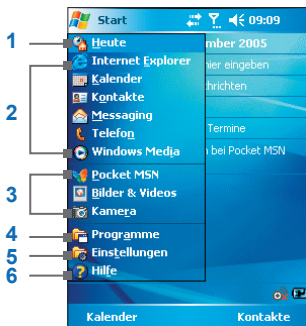 Start 09:09
1 Heute
mber 2005
Internet Explorer
hier eingeben
Kalender
hrichten
2 Kontakte
Messaging
Telefon
Termine
Windows Media
bei Pocket MSN
Pocket MSN
3 Bilder & Videos
Kamera
4 Programme
5 Einstellungen
6 Hilfe
Kalender Kontakte